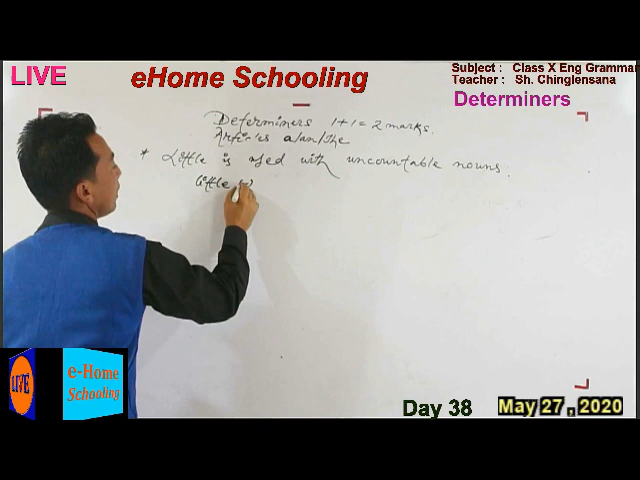 LIVE
eHome Schooling
Subject : Class X Eng Grammar
Teacher : Sh. Chinglensana
Determiners
Determiners 1+1=2 marks.
Articles a/an/the
* Little is used with uncountable nouns.
Little (-)
LIVE
e-Home
Schooling
Day 38
May 27 , 2020